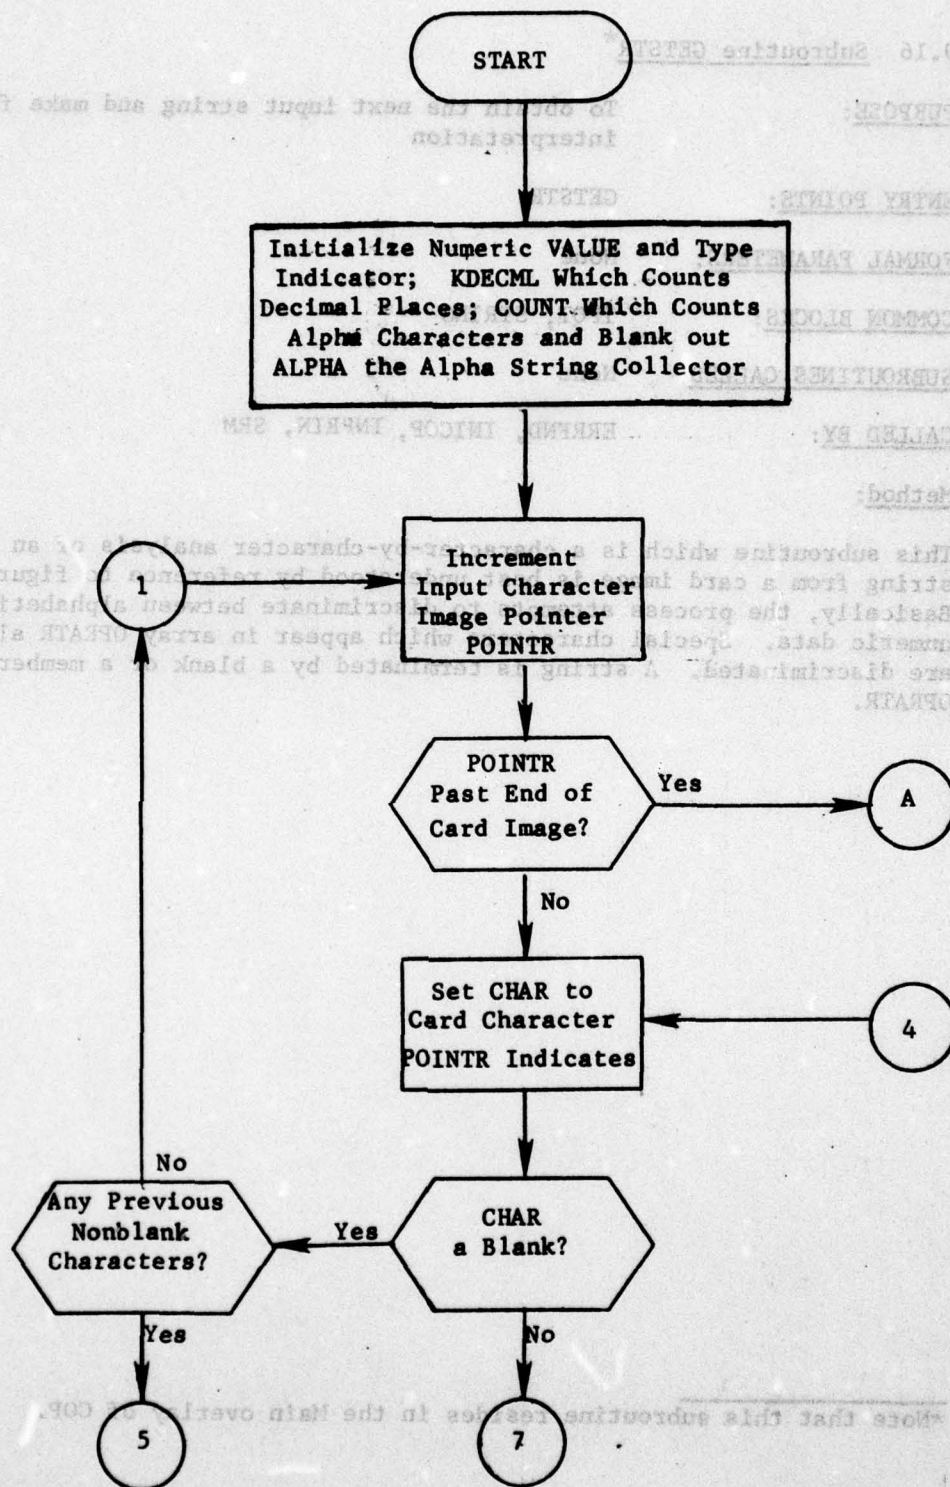 START
Initialize Numeric VALUE and Type
Indicator; KDECML Which Counts
Decimal Places; COUNT Which Counts
Alpha Characters and Blank out
ALPHA the Alpha String Collector
1
Increment
Input Character
Image Pointer
POINTR
POINTR
Past End of
Card Image?
Yes
A
No
Set CHAR to
Card Character
POINTR Indicates
4
No
Any Previous
Nonblank
Characters?
Yes
CHAR
a Blank?
Yes
No
5
7